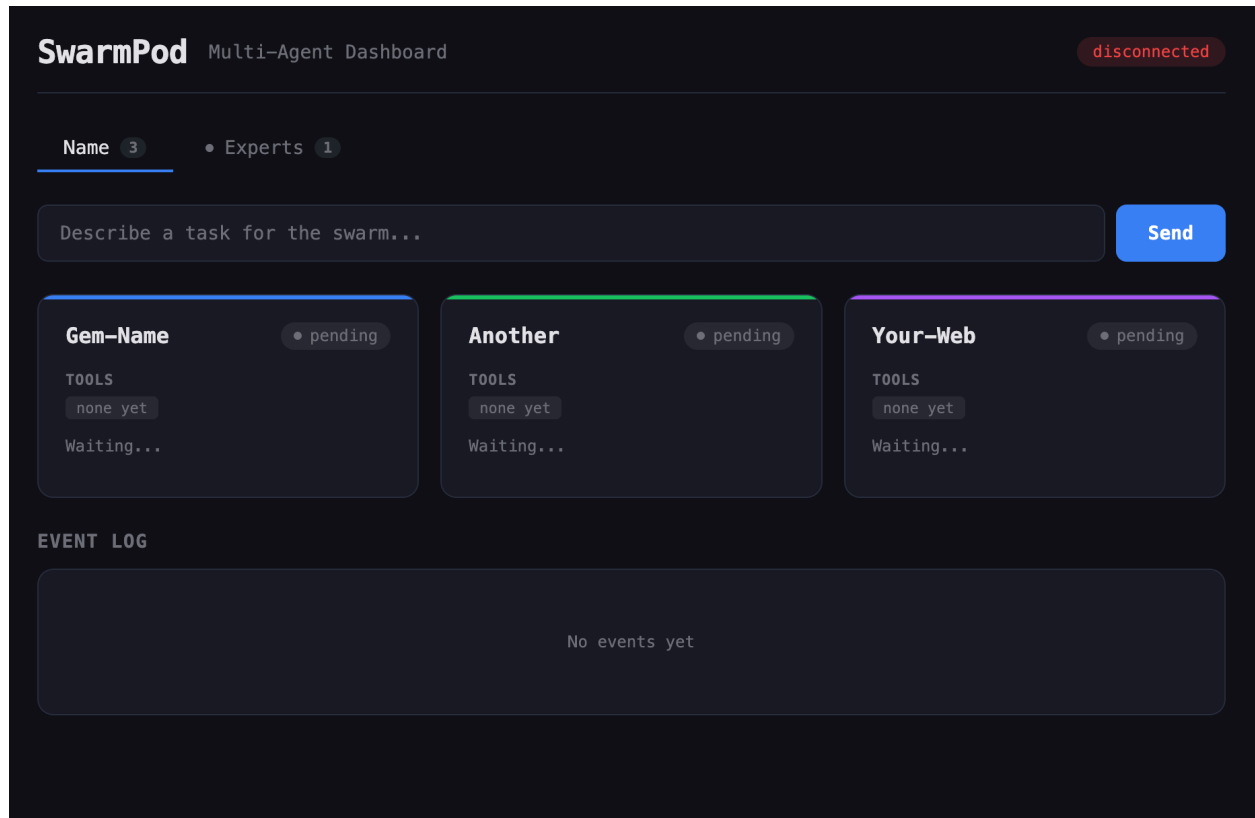 SwarmPod Multi-Agent Dashboard disconnected
Name 3 Experts 1
Describe a task for the swarm... Send
Gem-Name pending
TOOLS
none yet
Waiting...
Another pending
TOOLS
none yet
Waiting...
Your-Web pending
TOOLS
none yet
Waiting...
EVENT LOG
No events yet